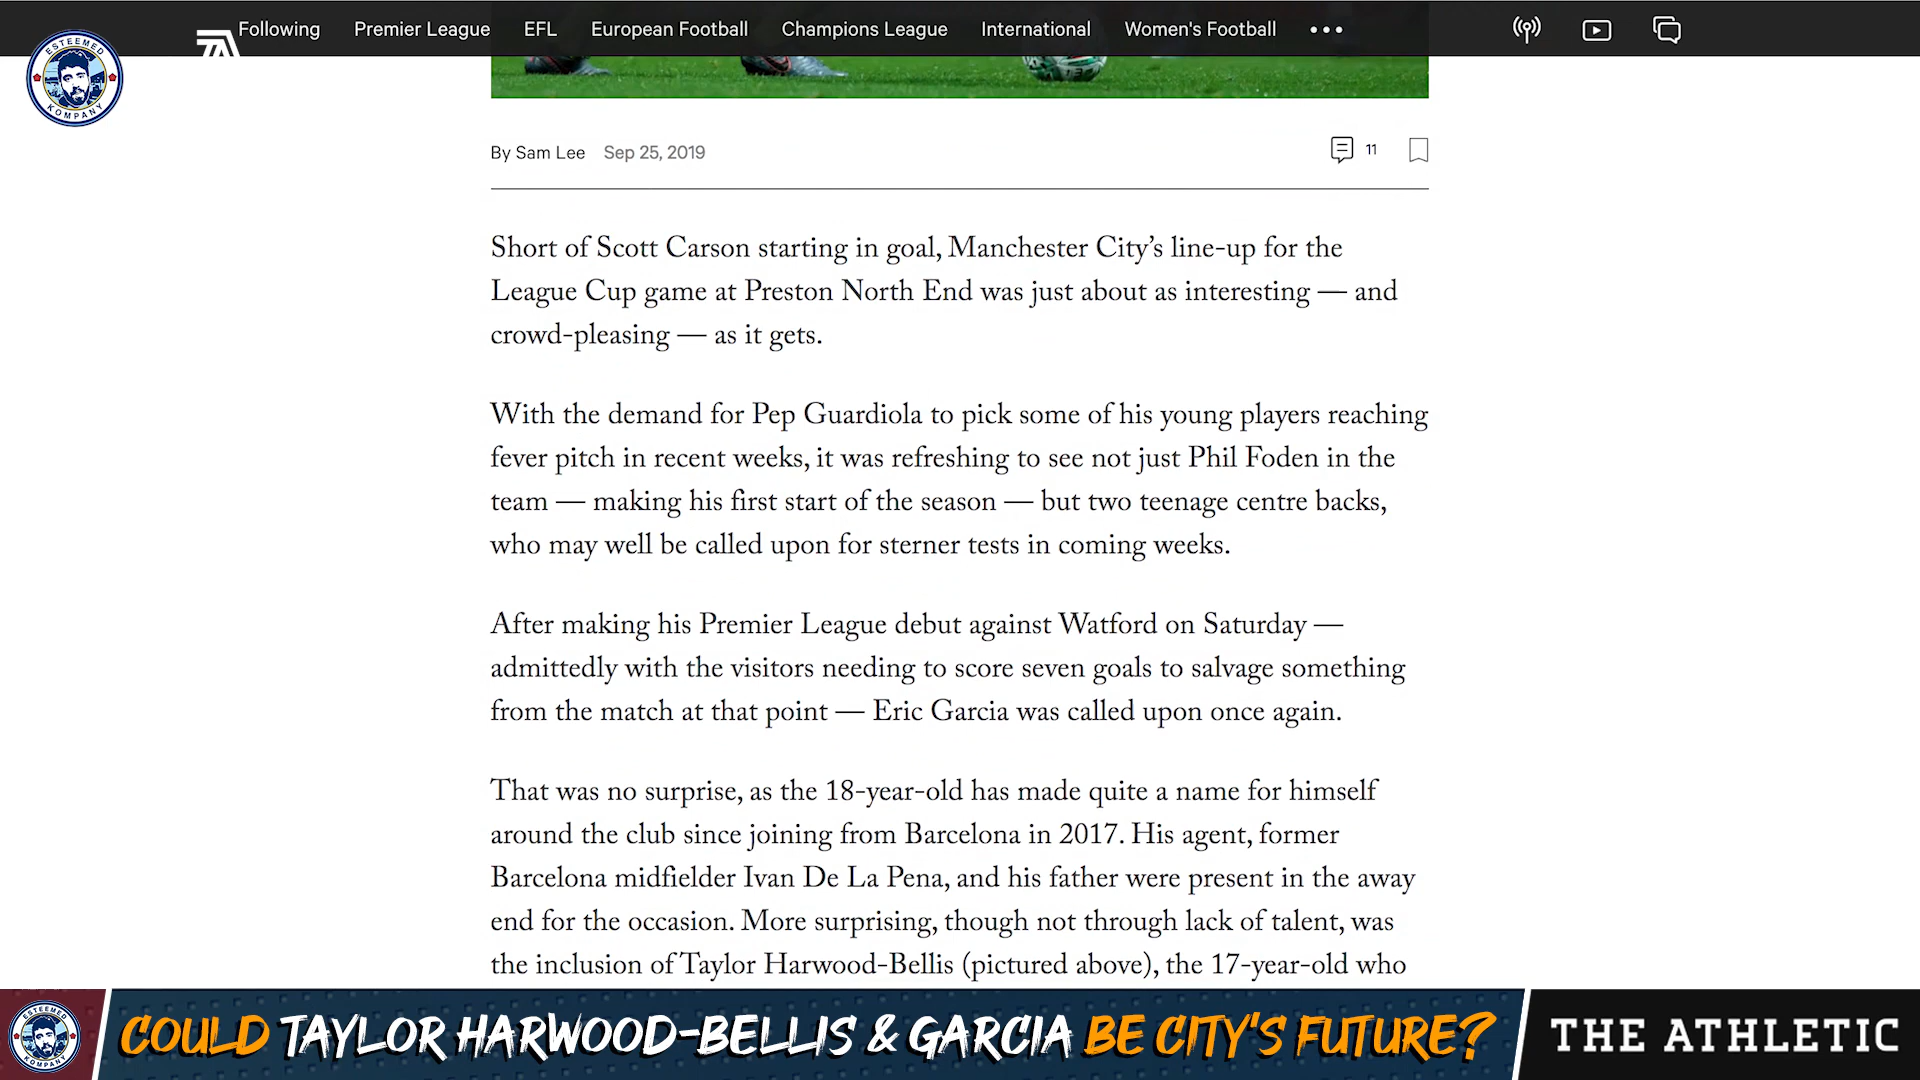 Following Premier League EFL European Football Champions League International Women's Football
ESTEEMED
KOMPANY
By Sam Lee Sep 25, 2019 11
Short of Scott Carson starting in goal, Manchester City’s line-up for the
League Cup game at Preston North End was just about as interesting — and
crowd-pleasing — as it gets.
With the demand for Pep Guardiola to pick some of his young players reaching
fever pitch in recent weeks, it was refreshing to see not just Phil Foden in the
team — making his first start of the season — but two teenage centre backs,
who may well be called upon for sterner tests in coming weeks.
After making his Premier League debut against Watford on Saturday —
admittedly with the visitors needing to score seven goals to salvage something
from the match at that point — Eric Garcia was called upon once again.
That was no surprise, as the 18-year-old has made quite a name for himself
around the club since joining from Barcelona in 2017. His agent, former
Barcelona midfielder Ivan De La Pena, and his father were present in the away
end for the occasion. More surprising, though not through lack of talent, was
the inclusion of Taylor Harwood-Bellis (pictured above), the 17-year-old who
ESTEEMED
KOMPANY
COULD TAYLOR HARWOOD-BELLIS & GARCIA BE CITY'S FUTURE?
THE ATHLETIC